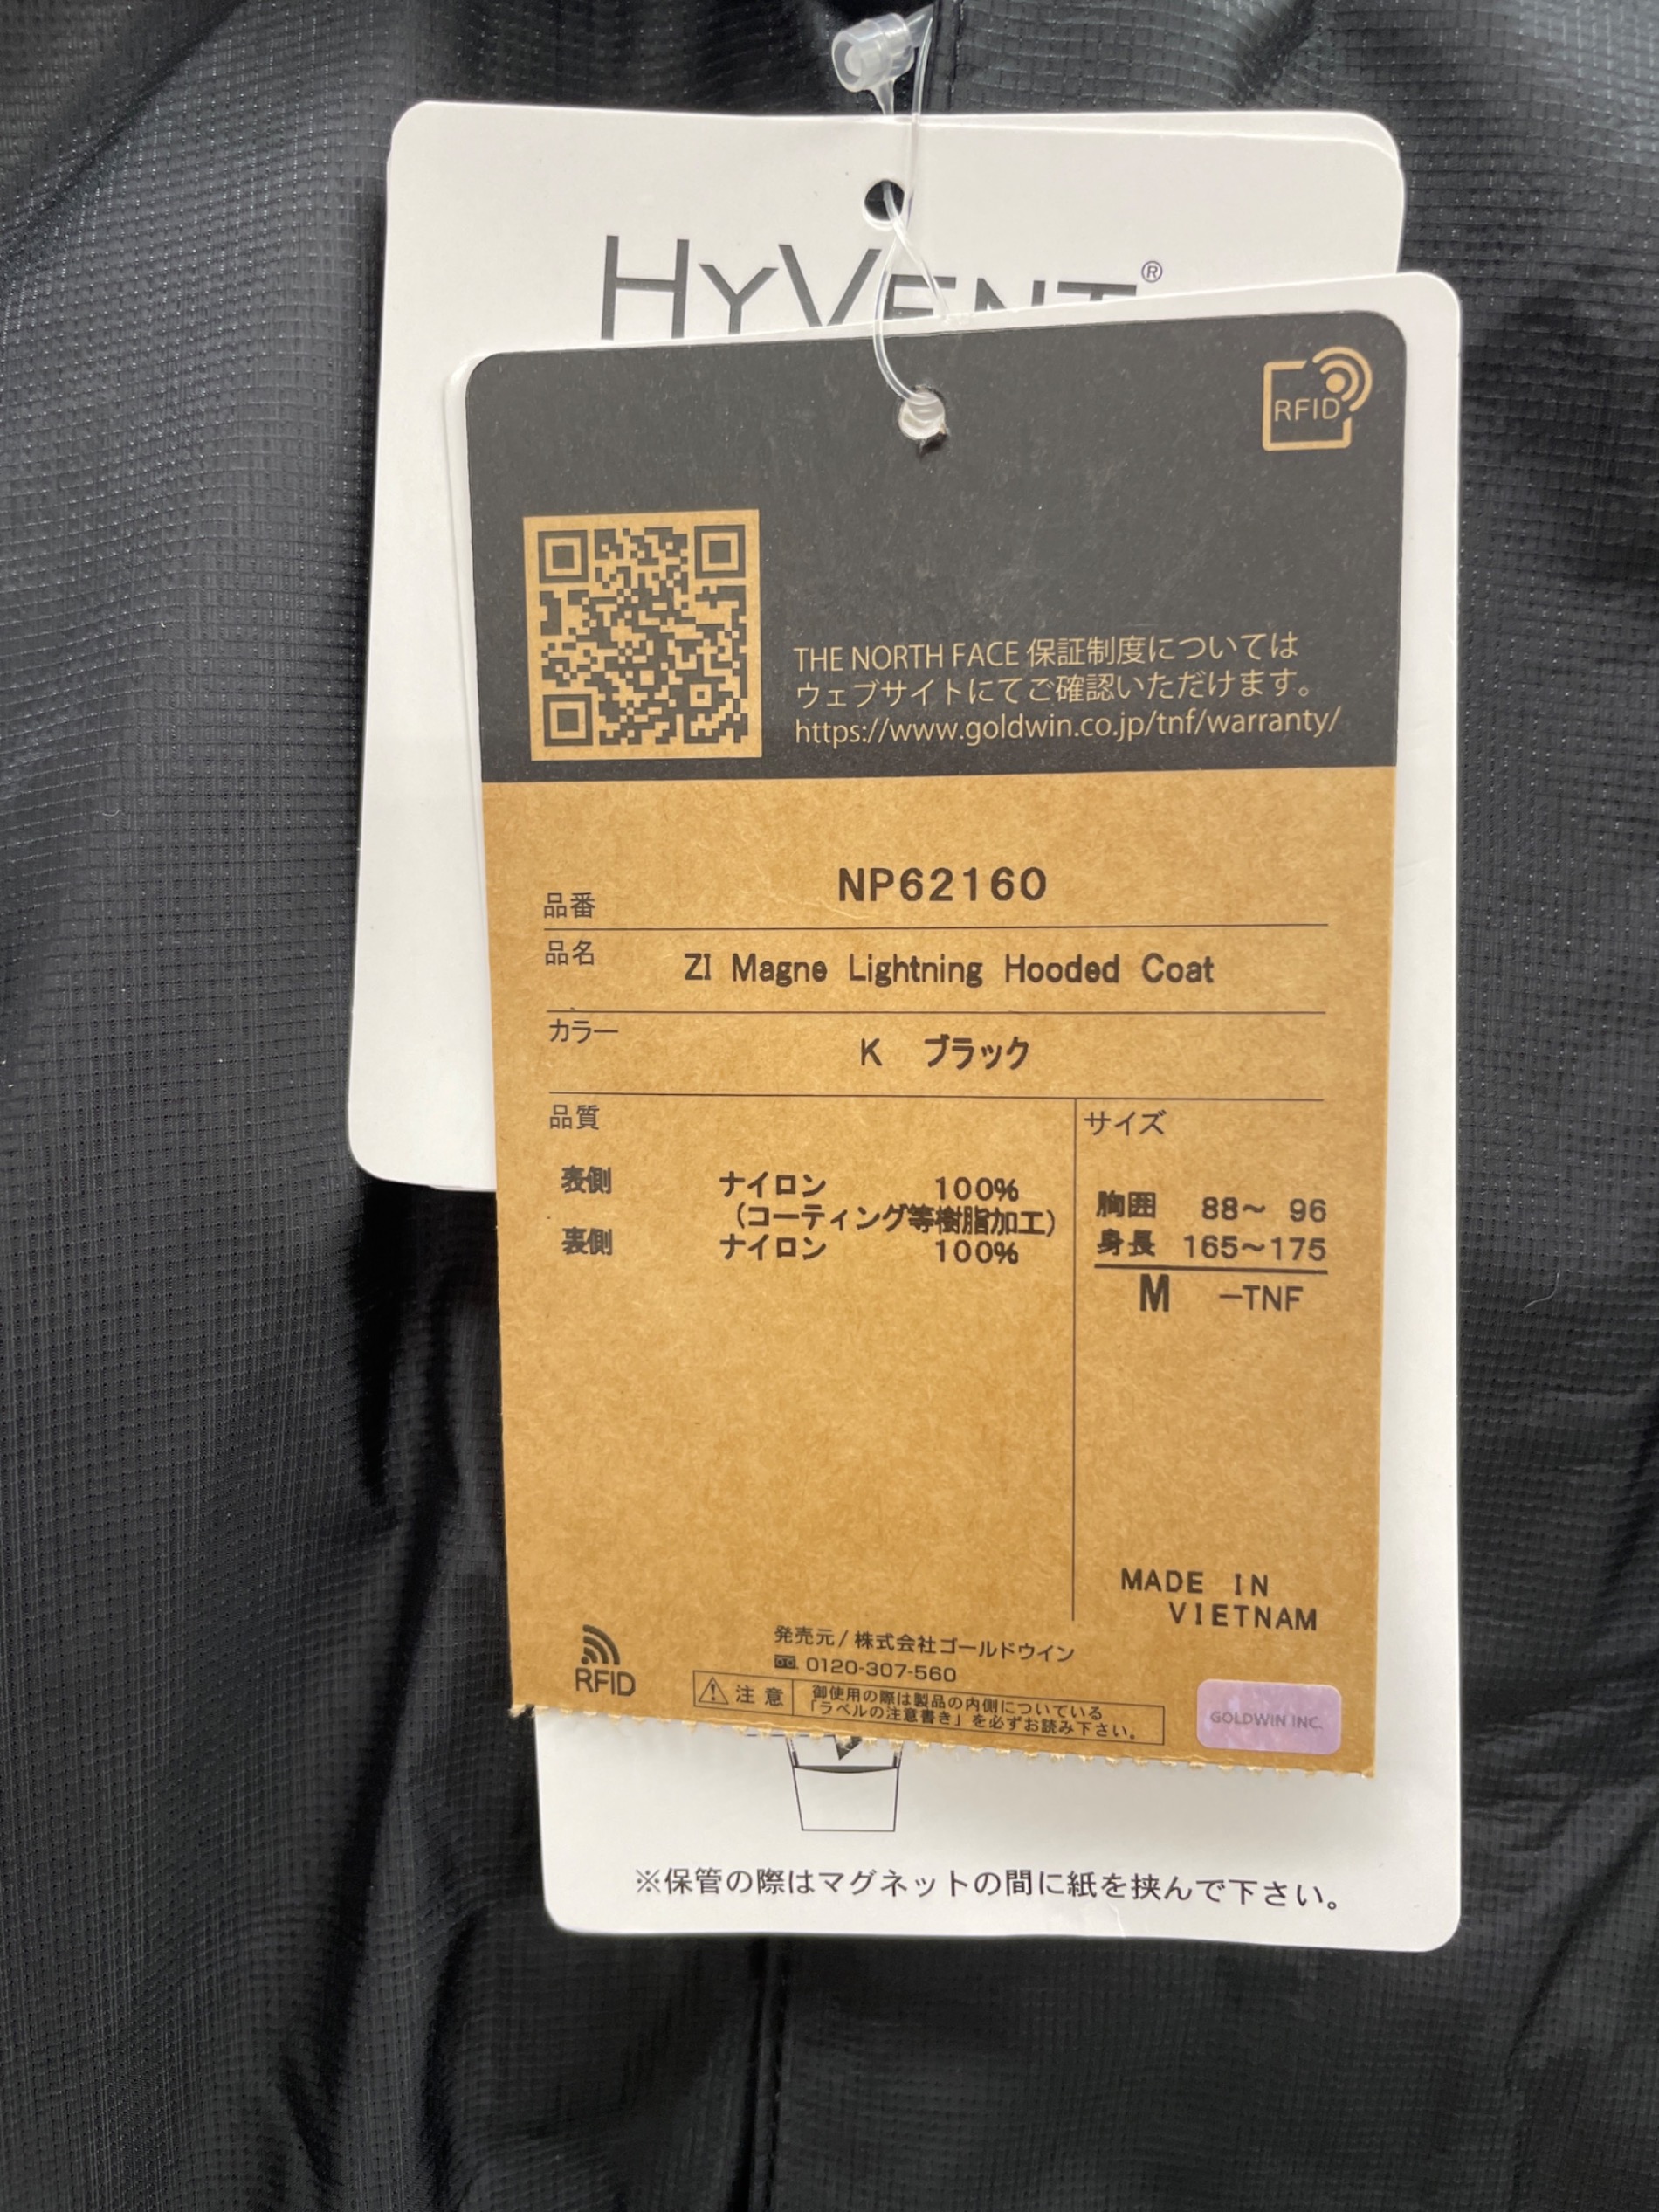 HYVENT®
RFID
THE NORTH FACE 保証制度については
ウェブサイトにてご確認いただけます。
https://www.goldwin.co.jp/tnf/warranty/
品番 NP62160
品名 ZI Magne Lightning Hooded Coat
カラー K ブラック
品質
表側 ナイロン 100%
(コーティング等樹脂加工)
裏側 ナイロン 100%
サイズ
胸囲 88~ 96
身長 165~175
M -TNF
MADE IN
VIETNAM
RFID
発売元/株式会社ゴールドウイン
0120-307-560
注意 御使用の際は製品の内側についている
「ラベルの注意書き」を必ずお読み下さい。
GOLDWIN INC.
※保管の際はマグネットの間に紙を挟んで下さい。